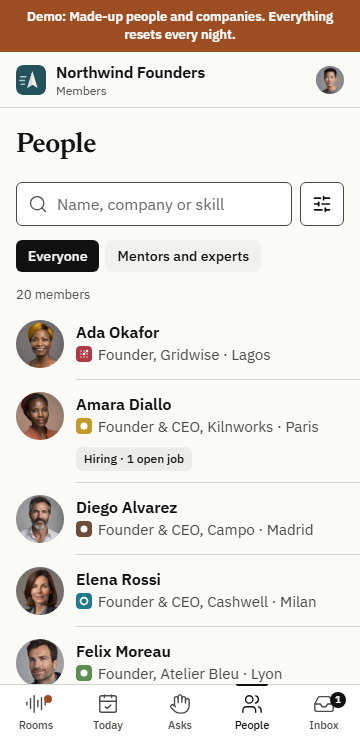 Demo: Made-up people and companies. Everything
resets every night.
Northwind Founders
Members
People
Name, company or skill
Everyone
Mentors and experts
20 members
Ada Okafor
Founder, Gridwise · Lagos
Amara Diallo
Founder & CEO, Kilnworks · Paris
Hiring · 1 open job
Diego Alvarez
Founder & CEO, Campo · Madrid
Elena Rossi
Founder & CEO, Cashwell · Milan
Felix Moreau
Founder, Atelier Bleu · Lyon
Rooms
Today
Asks
People
1
Inbox